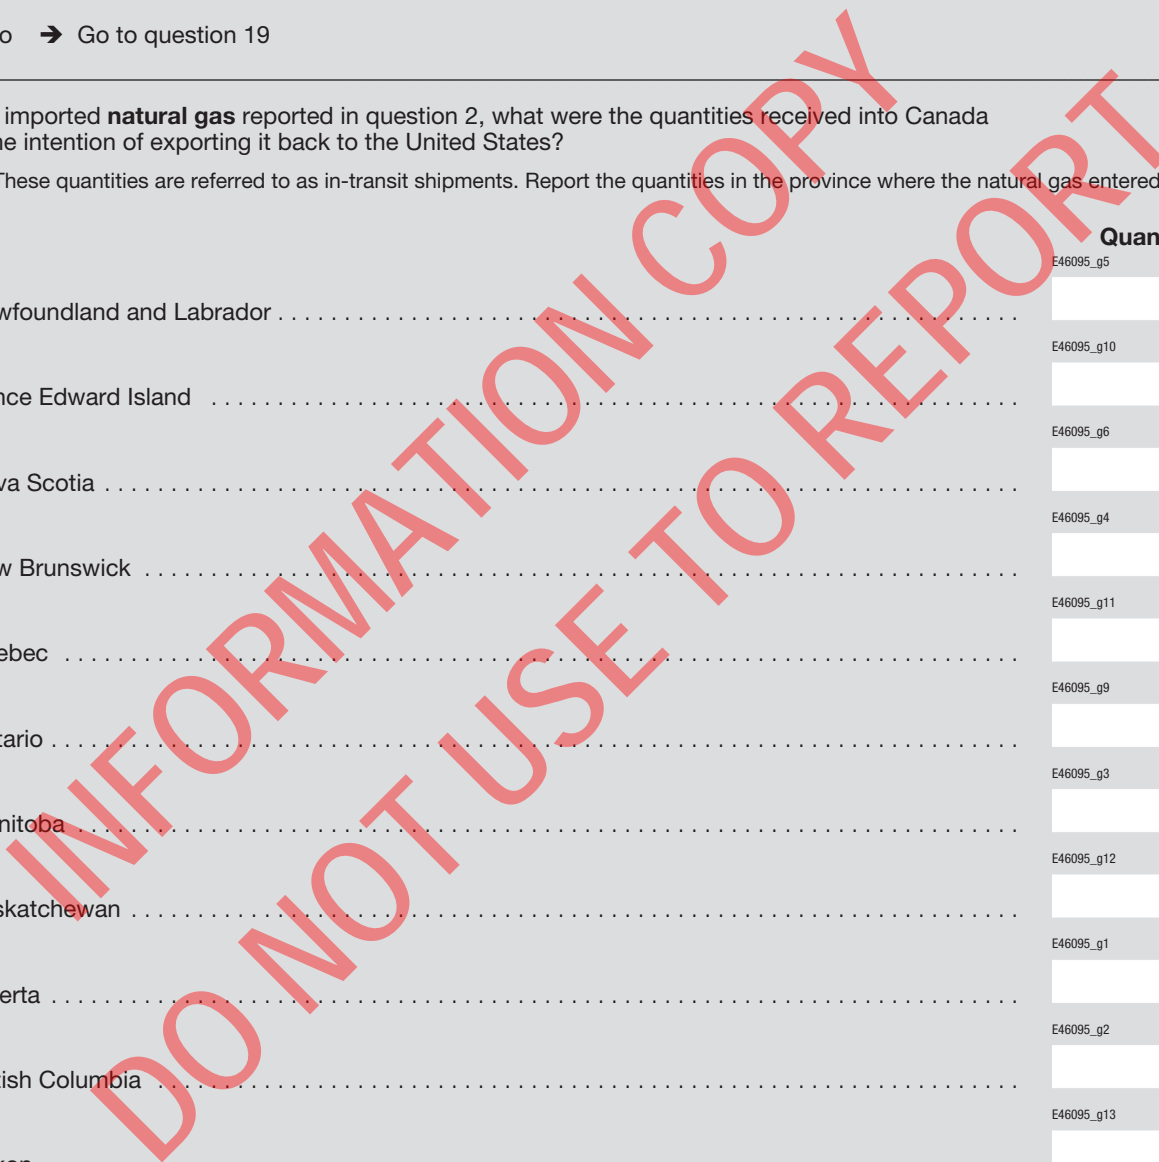 o ➔ Go to question 19
imported natural gas reported in question 2, what were the quantities received into Canada
he intention of exporting it back to the United States?
These quantities are referred to as in-transit shipments. Report the quantities in the province where the natural gas entered
Quan
E46095_g5
wfoundland and Labrador
E46095_g10
nce Edward Island
E46095_g6
va Scotia
E46095_g4
w Brunswick
E46095_g11
ebec
E46095_g9
tario
E46095_g3
nitoba
E46095_g12
skatchewan
E46095_g1
erta
E46095_g2
tish Columbia
E46095_g13
INFORMATION COPY
DO NOT USE TO REPORT